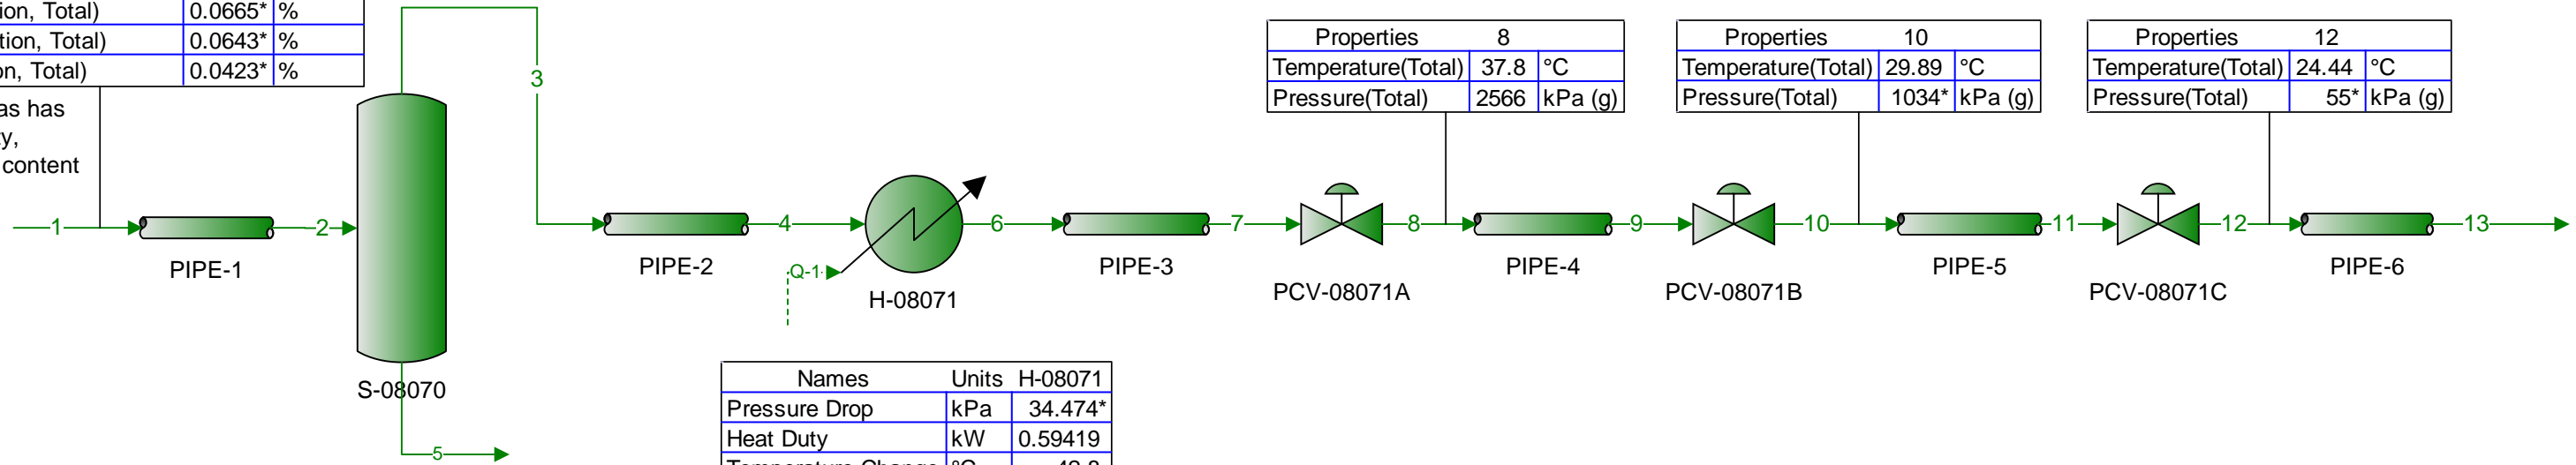 ion, Total) 0.0665* %
tion, Total) 0.0643* %
on, Total) 0.0423* %
as has
ty,
content
1
2
3
4
5
6
7
8
9
10
11
12
13
Q-1
PIPE-1
S-08070
PIPE-2
H-08071
PIPE-3
PCV-08071A
PIPE-4
PCV-08071B
PIPE-5
PCV-08071C
PIPE-6
Properties 8
Temperature(Total) 37.8 °C
Pressure(Total) 2566 kPa (g)
Properties 10
Temperature(Total) 29.89 °C
Pressure(Total) 1034* kPa (g)
Properties 12
Temperature(Total) 24.44 °C
Pressure(Total) 55* kPa (g)
Names Units H-08071
Pressure Drop kPa 34.474*
Heat Duty kW 0.59419
Temperature Change °C